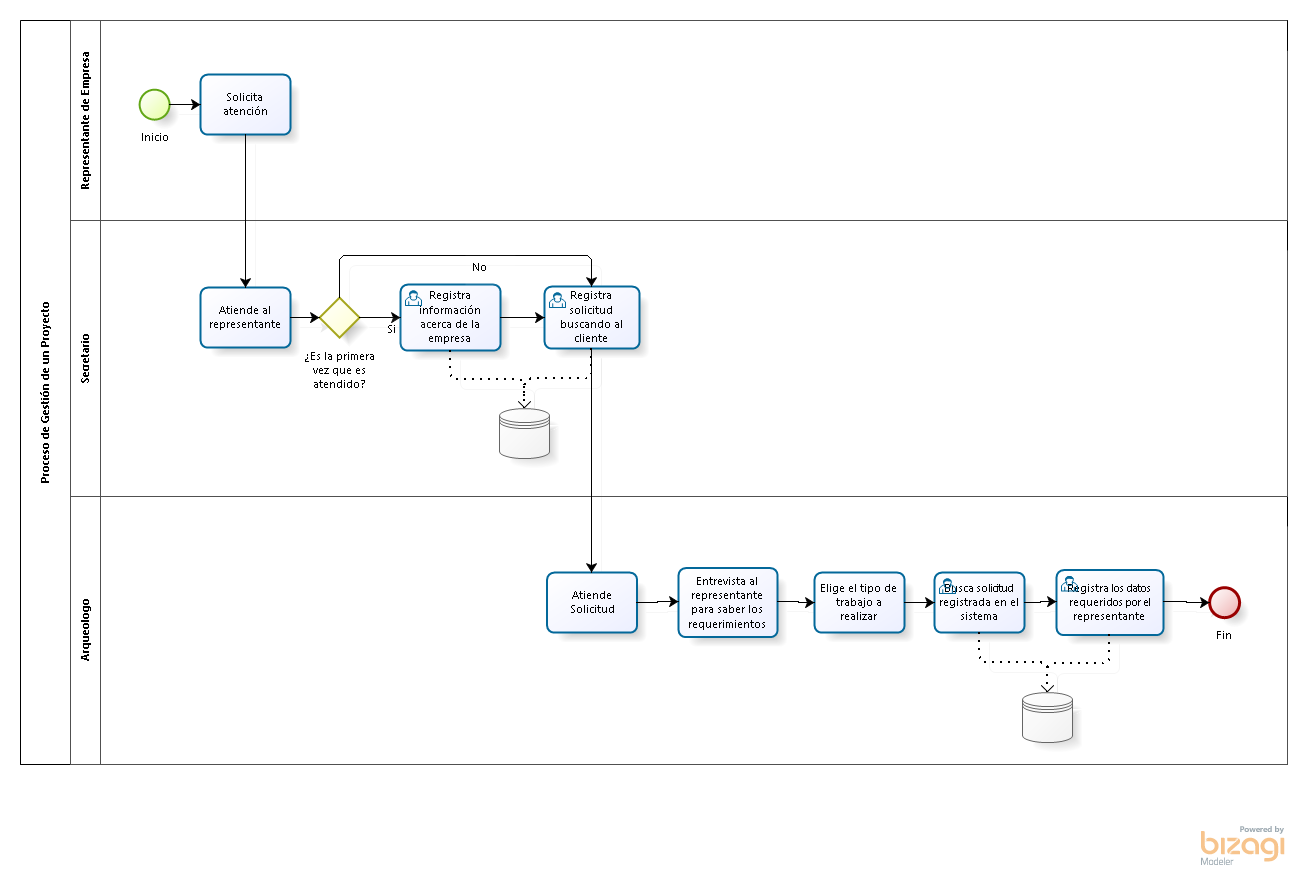 Proceso de Gestión de un Proyecto
Representante de Empresa
Inicio
Solicita
atención
Secretario
Atiende al
representante
¿Es la primera
vez que es
atendido?
No
Si
Registra
información
acerca de la
empresa
Registra
solicitud
buscando al
cliente
Arqueologo
Atiende
Solicitud
Entrevista al
representante
para saber los
requerimientos
Elige el tipo de
trabajo a
realizar
Busca solicitud
registrada en el
sistema
Registra los datos
requeridos por el
representante
Fin
Powered by
bizagi
Modeler